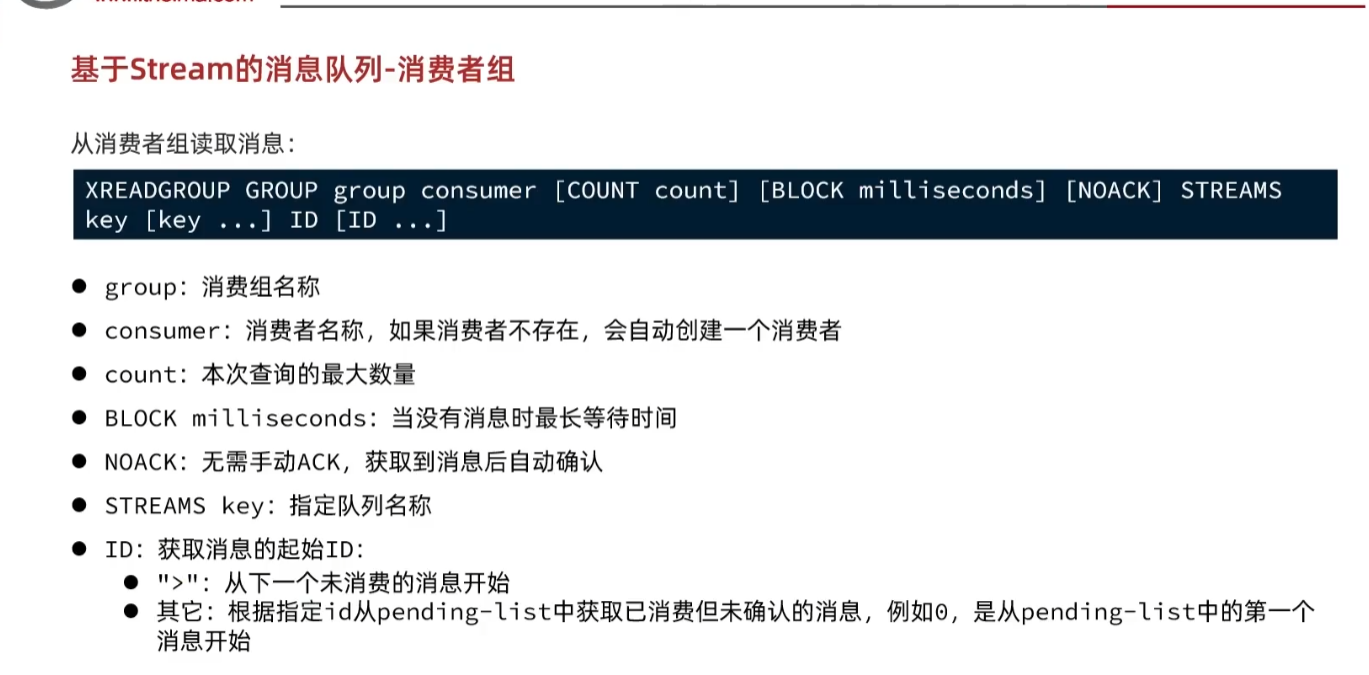 基于Stream的消息队列-消费者组
从消费者组读取消息：
XREADGROUP GROUP group consumer [COUNT count] [BLOCK milliseconds] [NOACK] STREAMS
key [key ...] ID [ID ...]
● group：消费组名称
● consumer：消费者名称，如果消费者不存在，会自动创建一个消费者
● count：本次查询的最大数量
● BLOCK milliseconds：当没有消息时最长等待时间
● NOACK：无需手动ACK，获取到消息后自动确认
● STREAMS key：指定队列名称
● ID：获取消息的起始ID：
● ">"：从下一个未消费的消息开始
● 其它：根据指定id从pending-list中获取已消费但未确认的消息，例如0，是从pending-list中的第一个
消息开始